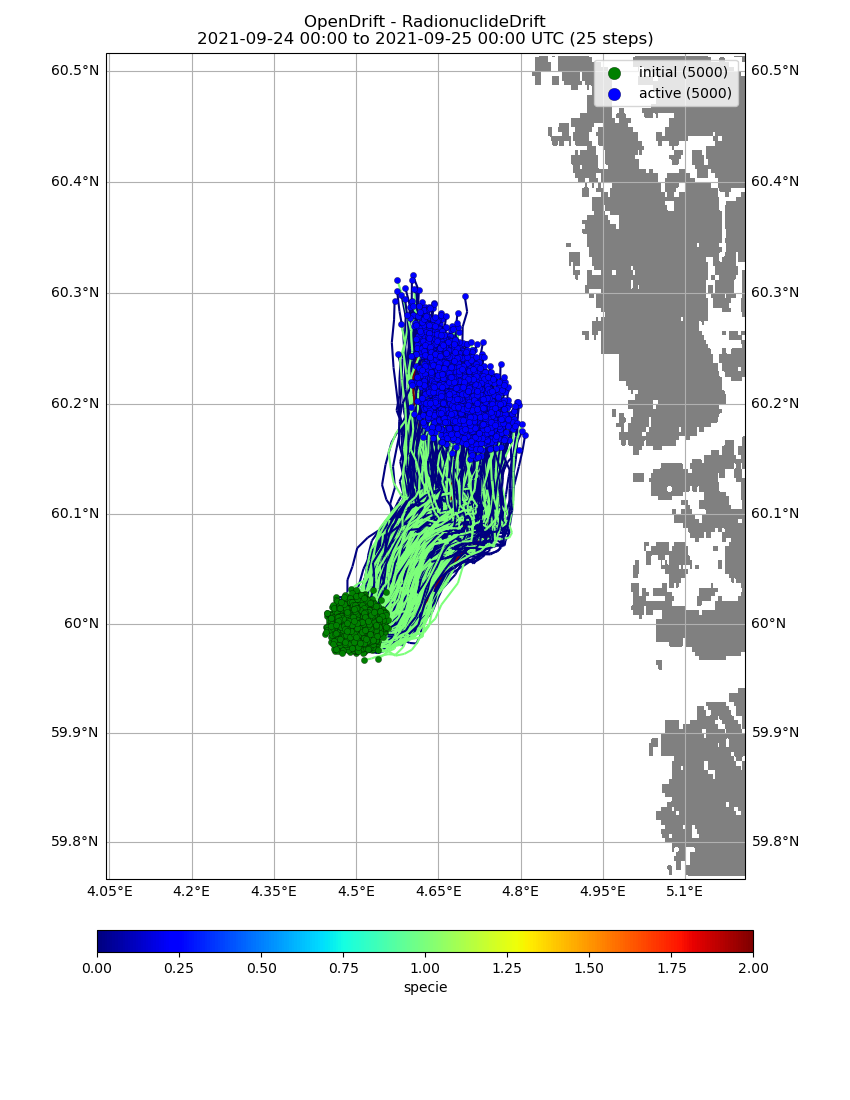 OpenDrift - RadionuclideDrift
2021-09-24 00:00 to 2021-09-25 00:00 UTC (25 steps)
initial (5000)
active (5000)
60.5°N 60.5°N
60.4°N 60.4°N
60.3°N 60.3°N
60.2°N 60.2°N
60.1°N 60.1°N
60°N 60°N
59.9°N 59.9°N
59.8°N 59.8°N
4.05°E 4.2°E 4.35°E 4.5°E 4.65°E 4.8°E 4.95°E 5.1°E
0.00 0.25 0.50 0.75 1.00 1.25 1.50 1.75 2.00
specie